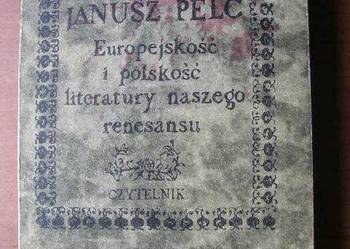 JANUSZ PELC
Europejskość
i polskość
literatury naszego
renesansu
CZYTELNIK